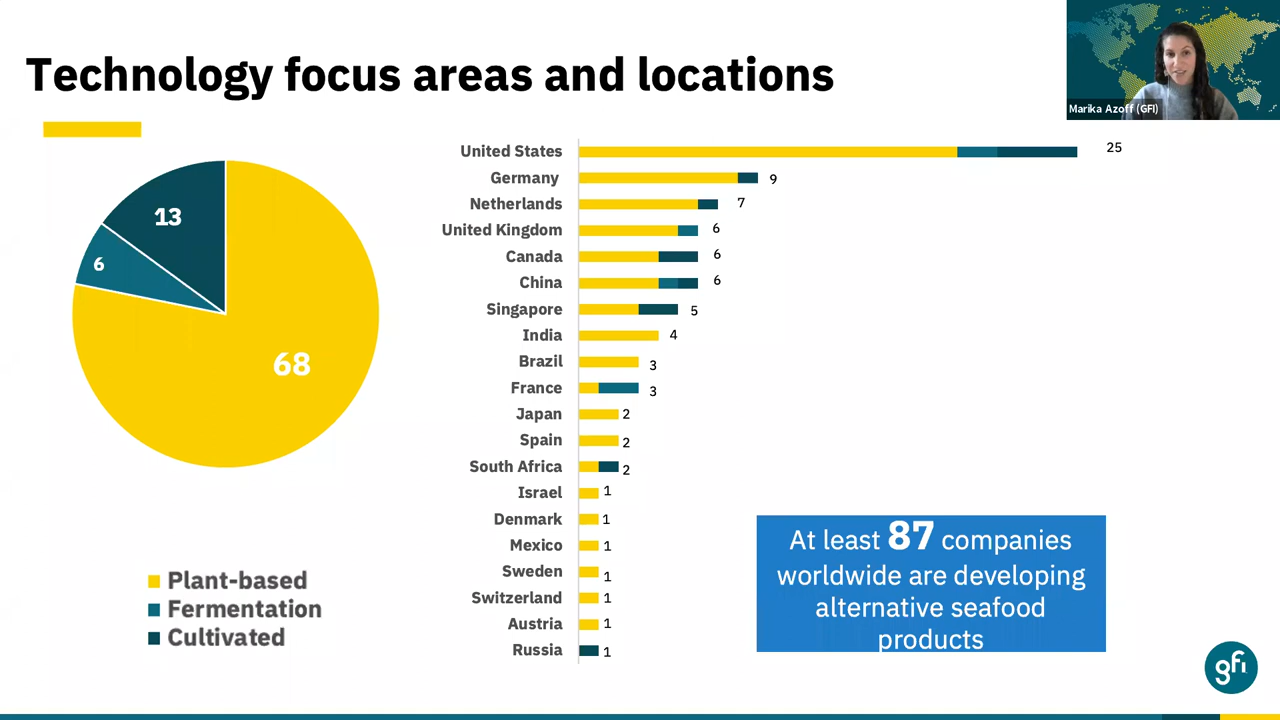 Technology focus areas and locations
Marika Azoff (GFI)
13
6
68
Plant-based
Fermentation
Cultivated
United States 25
Germany 9
Netherlands 7
United Kingdom 6
Canada 6
China 6
Singapore 5
India 4
Brazil 3
France 3
Japan 2
Spain 2
South Africa 2
Israel 1
Denmark 1
Mexico 1
Sweden 1
Switzerland 1
Austria 1
Russia 1
At least 87 companies
worldwide are developing
alternative seafood
products
gfi